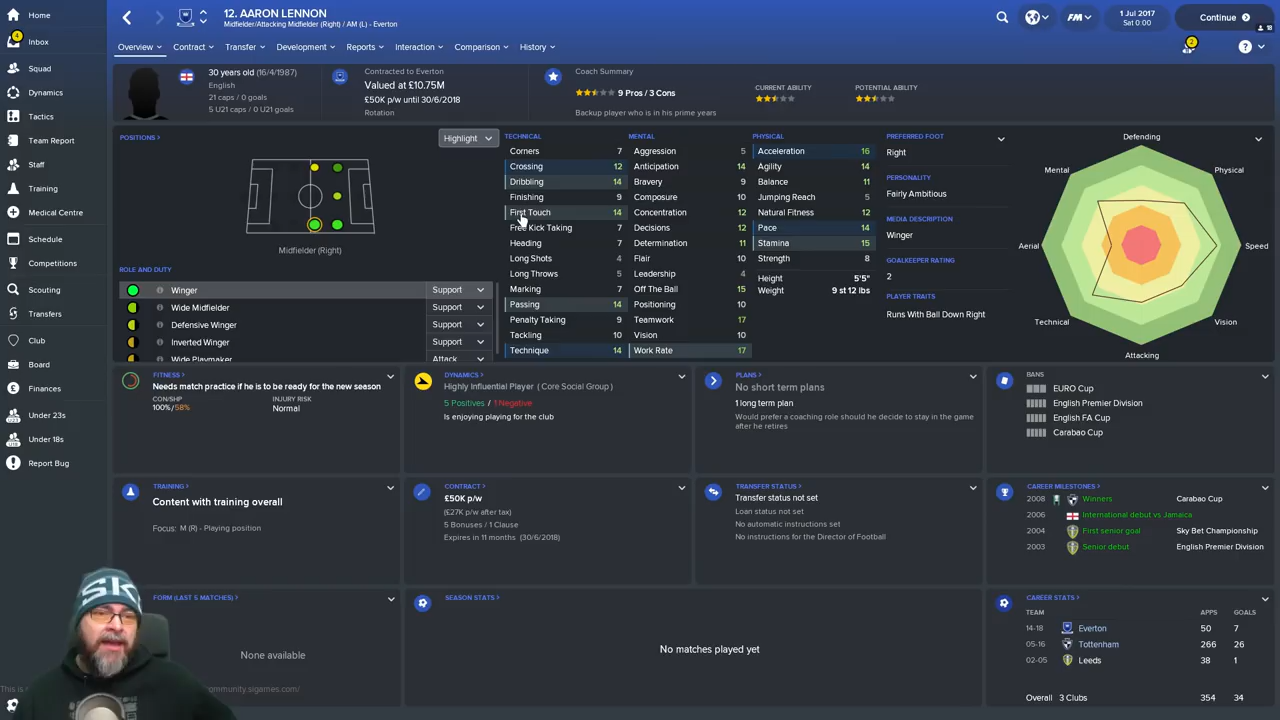 Home
4
Inbox
Squad
Dynamics
Tactics
Team Report
Staff
Training
Medical Centre
Schedule
Competitions
Scouting
Transfers
Club
Board
Finances
Under 23s
Under 18s
Report Bug
12. AARON LENNON
Midfielder/Attacking Midfielder (Right) / AM (L) - Everton
FM
1 Jul 2017
Sat 0:00
Continue
18
Overview
Contract
Transfer
Development
Reports
Interaction
Comparison
History
2
?
30 years old (16/4/1987)
English
21 caps / 0 goals
5 U21 caps / 0 U21 goals
Contracted to Everton
Valued at £10.75M
£50K p/w until 30/6/2018
Rotation
Coach Summary
9 Pros / 3 Cons
Backup player who is in his prime years
CURRENT ABILITY
POTENTIAL ABILITY
POSITIONS >
Highlight
Midfielder (Right)
ROLE AND DUTY
Winger Support
Wide Midfielder Support
Defensive Winger Support
Inverted Winger Support
Wide Playmaker Attack
TECHNICAL
Corners 7
Crossing 12
Dribbling 14
Finishing 9
First Touch 14
Free Kick Taking 7
Heading 7
Long Shots 4
Long Throws 5
Marking 7
Passing 14
Penalty Taking 9
Tackling 10
Technique 14
MENTAL
Aggression 5
Anticipation 14
Bravery 9
Composure 10
Concentration 12
Decisions 12
Determination 11
Flair 10
Leadership 4
Off The Ball 15
Positioning 10
Teamwork 17
Vision 10
Work Rate 17
PHYSICAL
Acceleration 16
Agility 14
Balance 11
Jumping Reach 5
Natural Fitness 12
Pace 14
Stamina 15
Strength 8
Height 5'5"
Weight 9 st 12 lbs
PREFERRED FOOT
Right
PERSONALITY
Fairly Ambitious
MEDIA DESCRIPTION
Winger
GOALKEEPER RATING
2
PLAYER TRAITS
Runs With Ball Down Right
Defending
Physical
Speed
Vision
Attacking
Technical
Aerial
Mental
FITNESS >
Needs match practice if he is to be ready for the new season
CON/SHP
100%/58%
INJURY RISK
Normal
DYNAMICS >
Highly Influential Player ( Core Social Group )
5 Positives / 1 Negative
Is enjoying playing for the club
PLANS >
No short term plans
1 long term plan
Would prefer a coaching role should he decide to stay in the game
after he retires
BANS
EURO Cup
English Premier Division
English FA Cup
Carabao Cup
TRAINING >
Content with training overall
Focus: M (R) - Playing position
CONTRACT >
£50K p/w
(£27K p/w after tax)
5 Bonuses / 1 Clause
Expires in 11 months (30/6/2018)
TRANSFER STATUS >
Transfer status not set
Loan status not set
No automatic instructions set
No instructions for the Director of Football
CAREER MILESTONES >
2008 Winners Carabao Cup
2006 International debut vs Jamaica
2004 First senior goal Sky Bet Championship
2003 Senior debut English Premier Division
FORM (LAST 5 MATCHES) >
None available
SEASON STATS >
No matches played yet
CAREER STATS >
TEAM APPS GOALS
14-18 Everton 50 7
05-16 Tottenham 266 26
02-05 Leeds 38 1
Overall 3 Clubs 354 34
This is
community.sigames.com/
SK